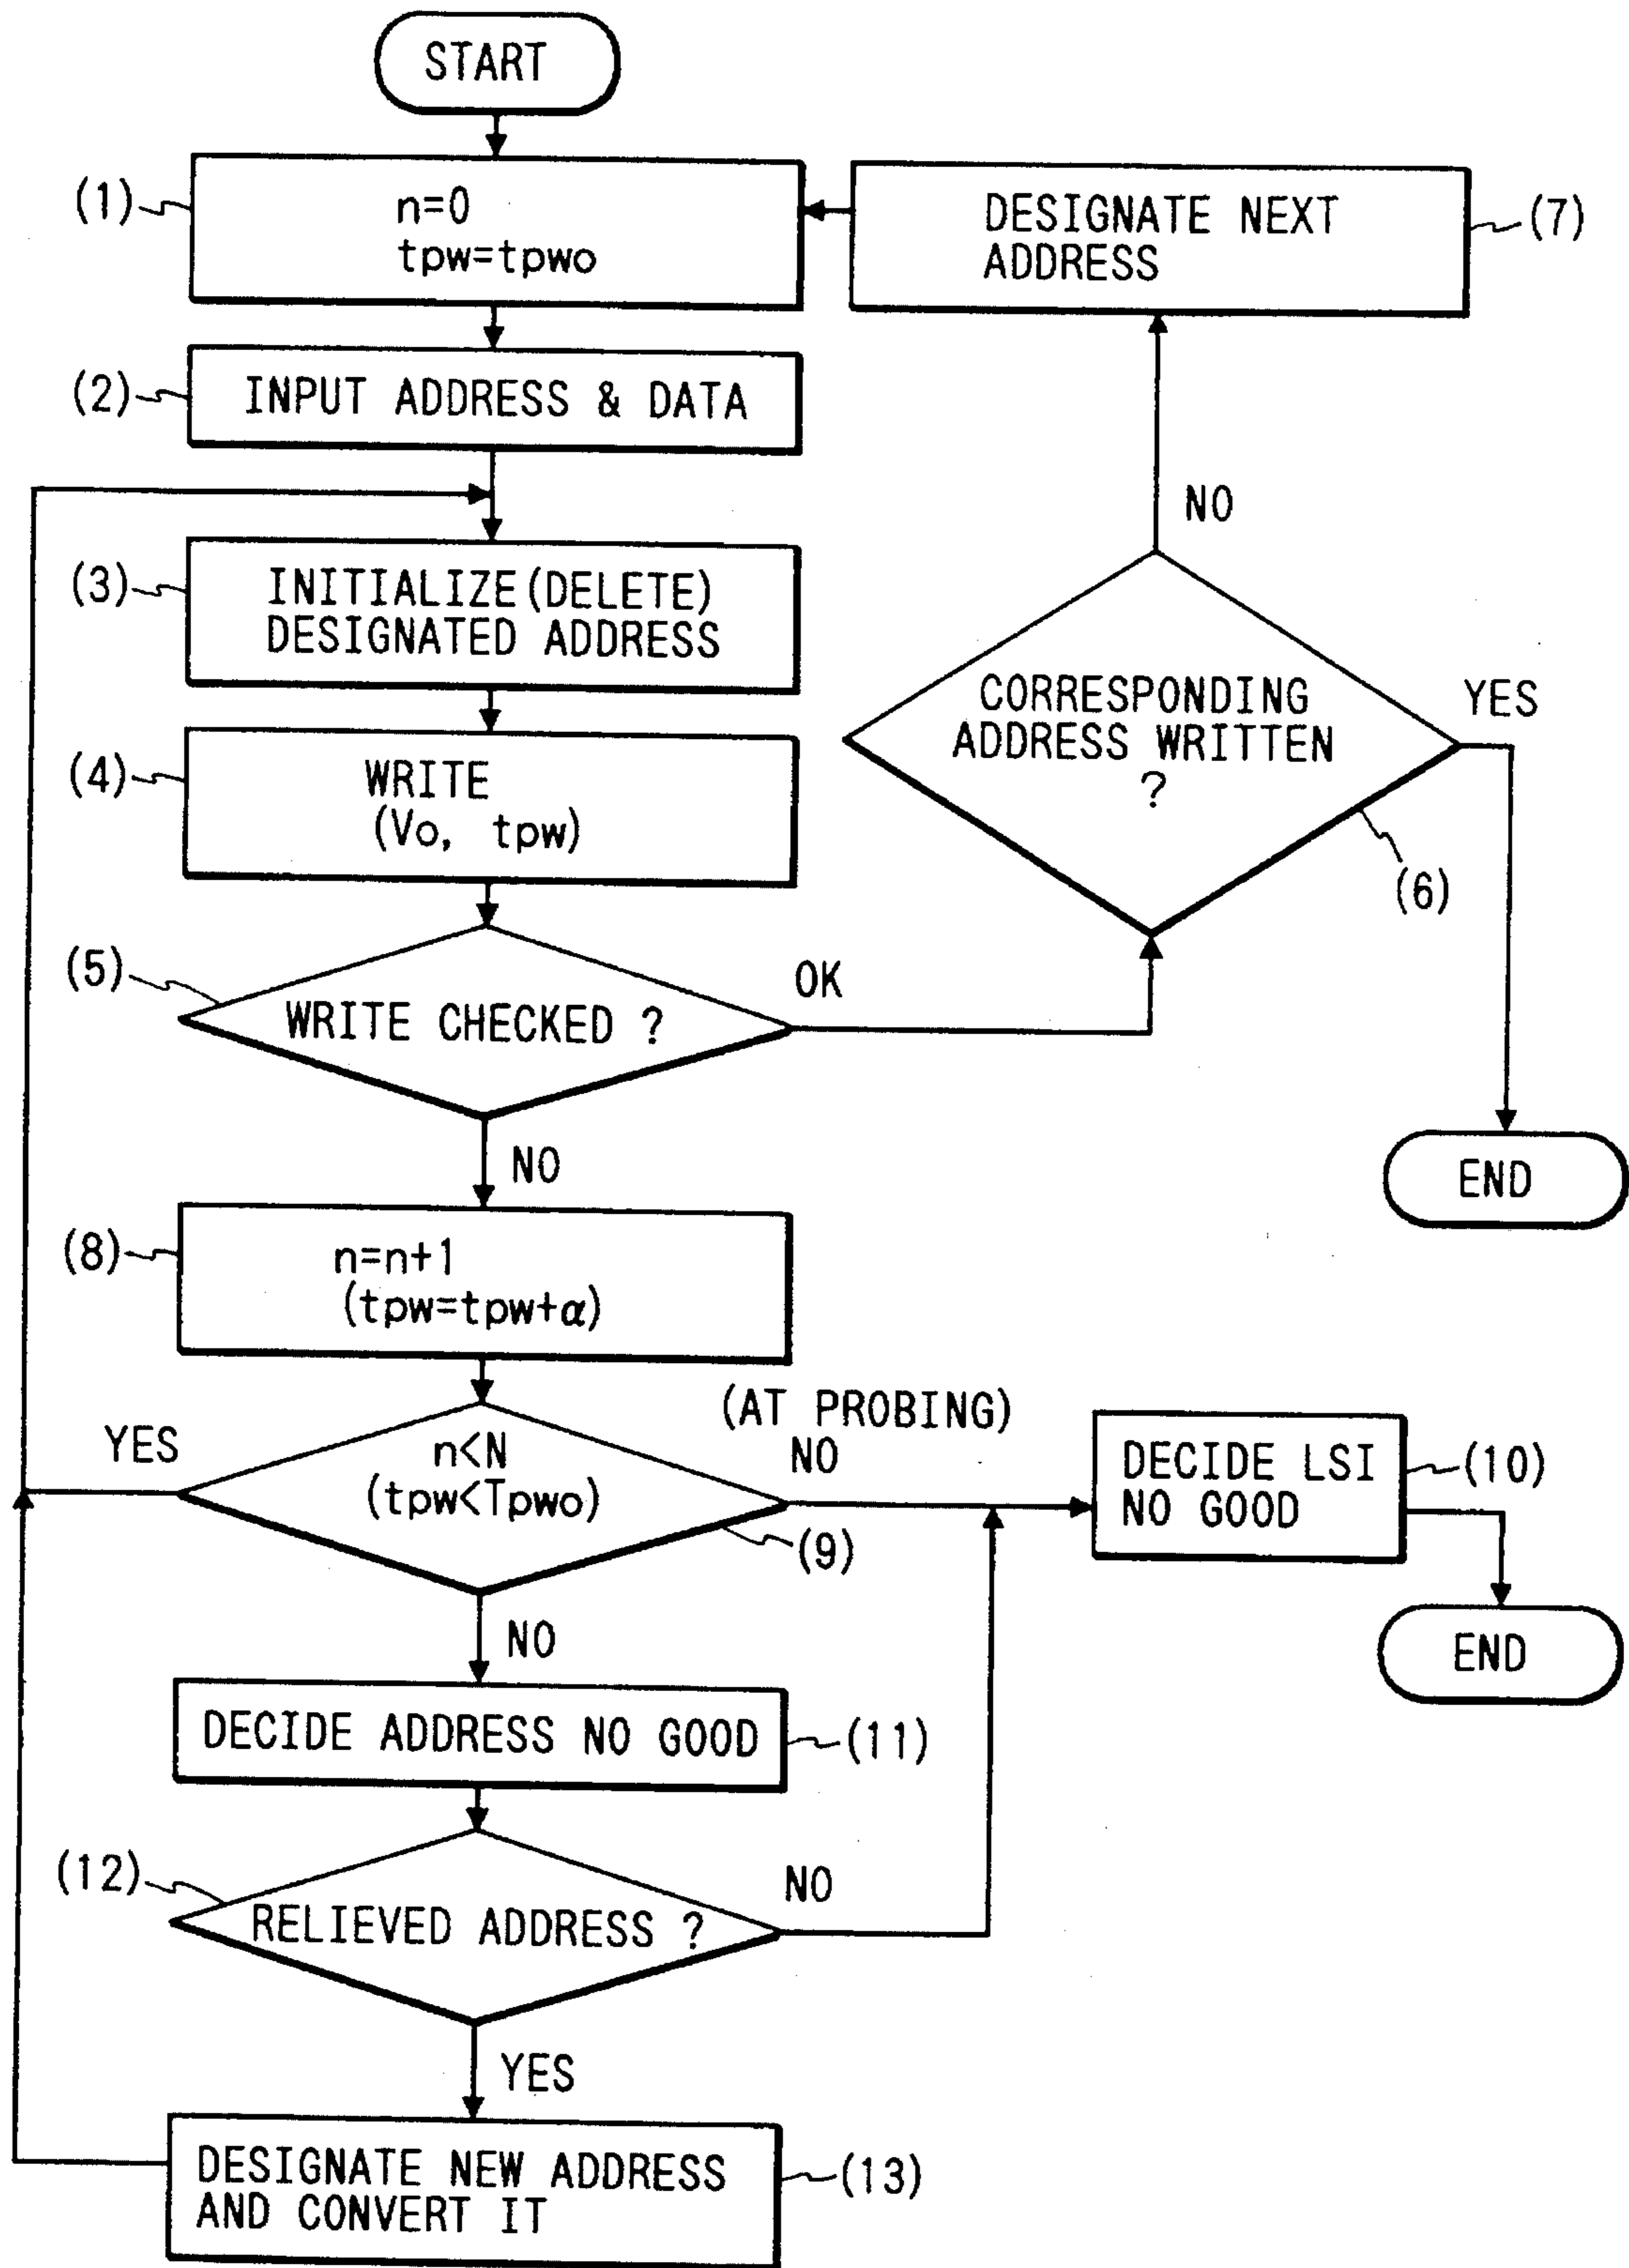 START
(1)
n=0
tpw=tpwo
DESIGNATE NEXT
ADDRESS
(7)
(2)
INPUT ADDRESS & DATA
NO
(3)
INITIALIZE(DELETE)
DESIGNATED ADDRESS
CORRESPONDING
ADDRESS WRITTEN
?
YES
(6)
(4)
WRITE
(Vo, tpw)
(5)
WRITE CHECKED ?
OK
END
NO
(8)
n=n+1
(tpw=tpw+α)
YES
n<N
(tpw<Tpwo)
(9)
(AT PROBING)
NO
DECIDE LSI
NO GOOD
(10)
END
NO
DECIDE ADDRESS NO GOOD
(11)
(12)
RELIEVED ADDRESS ?
NO
YES
DESIGNATE NEW ADDRESS
AND CONVERT IT
(13)